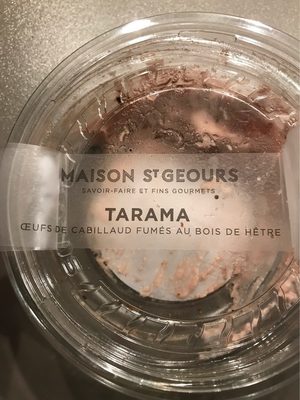 MAISON ST GEOURS
SAVOIR-FAIRE ET FINS GOURMETS
TARAMA
ŒUFS DE CABILLAUD FUMÉS AU BOIS DE HÊTRE